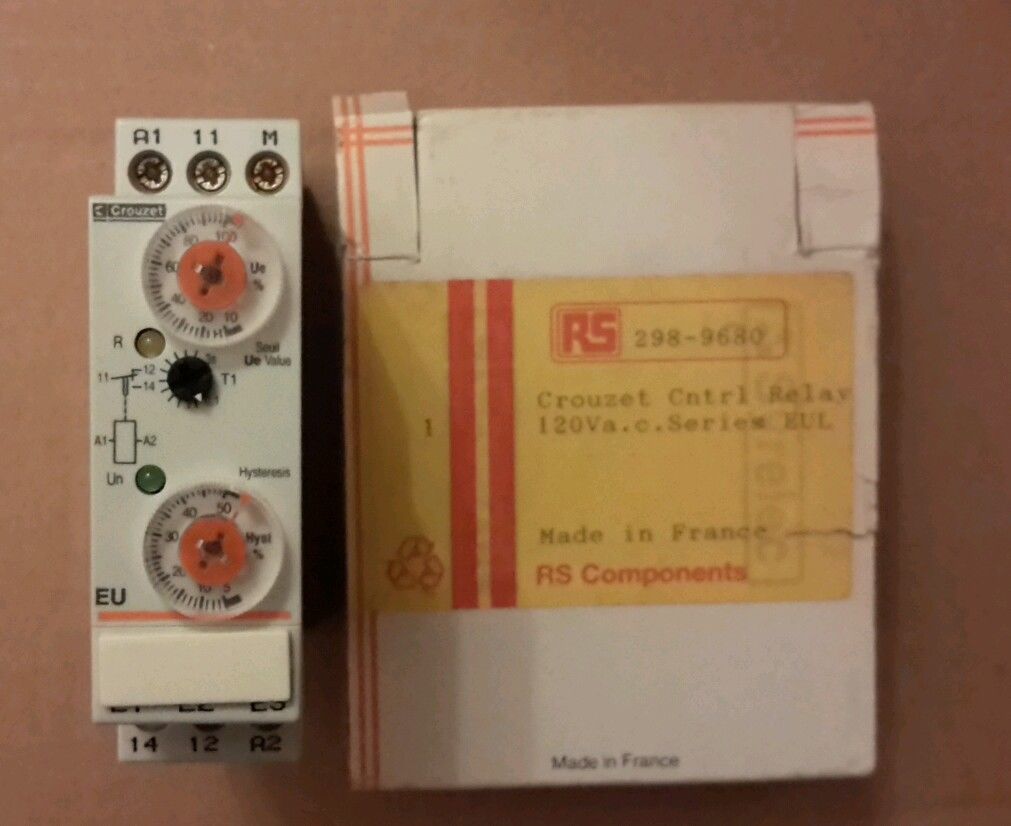 A1 11 M
Crouzet
100
80
60
40
20 10
Ue
%
R
Seuil
Ue Value
T1
11
12
14
A1 A2
Un
Hysteresis
50
40
30
20
10 5
Hyst
%
EU
14 12 A2
RS 298-9680
Crouzet Cntrl Relay
120Va.c.Series EUL
1
Made in France
RS Components
Made in France